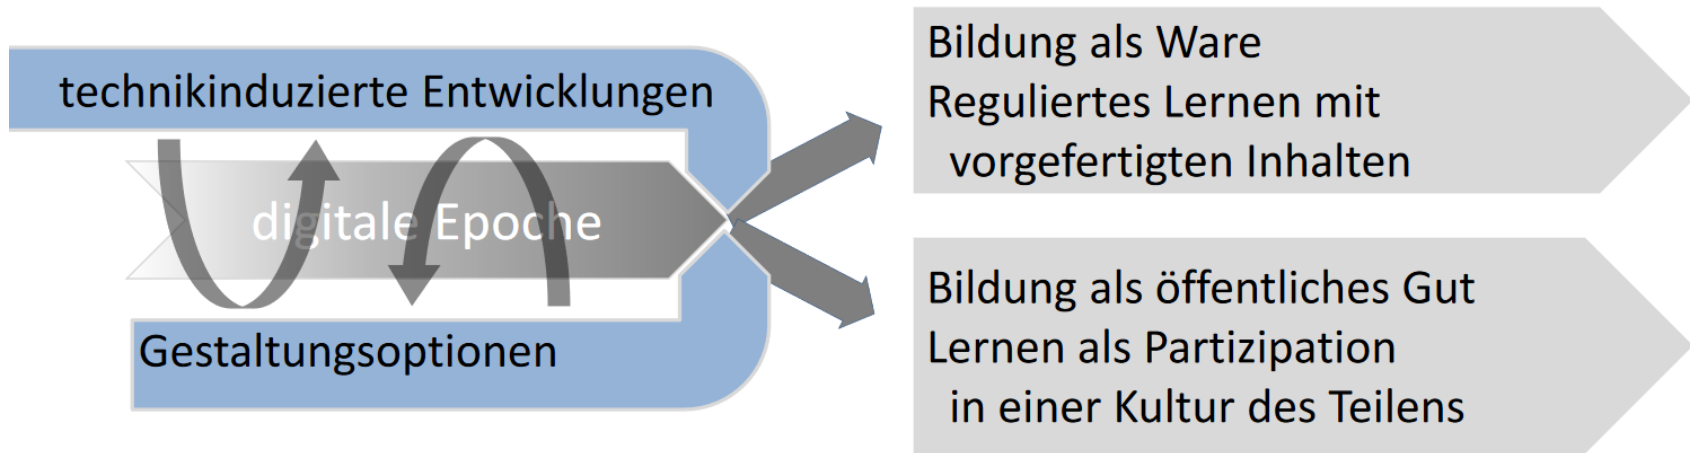 technikinduzierte Entwicklungen
digitale Epoche
Gestaltungsoptionen
Bildung als Ware
Reguliertes Lernen mit
vorgefertigten Inhalten
Bildung als öffentliches Gut
Lernen als Partizipation
in einer Kultur des Teilens